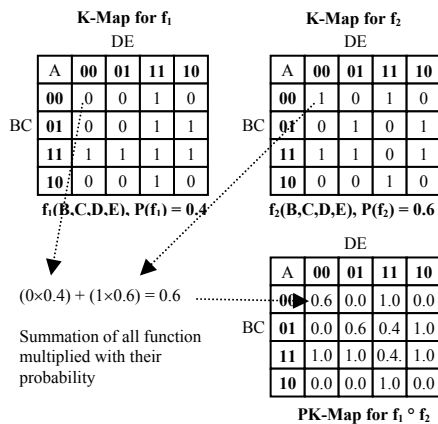 K-Map for f1
DE
A 00 01 11 10
00 0 0 1 0
BC 01 0 0 1 1
11 1 1 1 1
10 0 0 1 1
f1(B,C,D,E), P(f1) = 0.4
K-Map for f2
DE
A 00 01 11 10
00 1 0 1 0
BC 01 0 1 0 1
11 1 1 0 1
10 0 0 1 0
f2(B,C,D,E), P(f2) = 0.6
(0×0.4) + (1×0.6) = 0.6
Summation of all function
multiplied with their
probability
DE
A 00 01 11 10
00 0.6 0.0 1.0 0.0
BC 01 0.0 0.6 0.4 1.0
11 1.0 1.0 0.4. 1.0
10 0.0 0.0 1.0 0.0
PK-Map for f1 ° f2